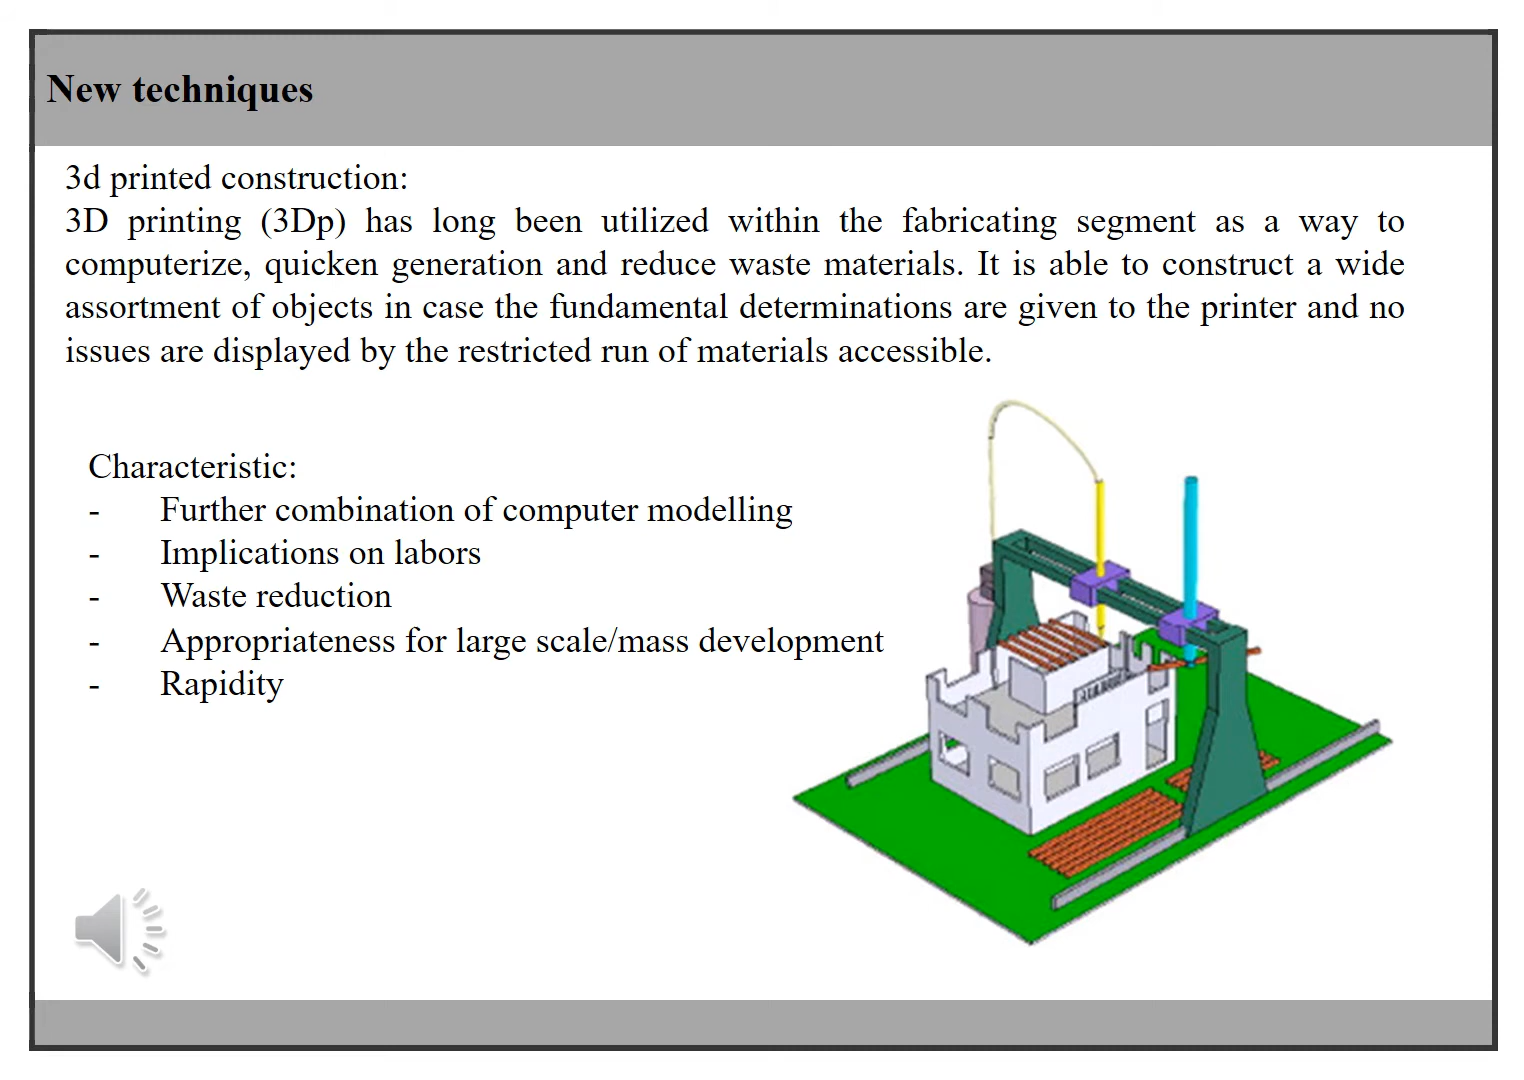 New techniques
3d printed construction:
3D printing (3Dp) has long been utilized within the fabricating segment as a way to
computerize, quicken generation and reduce waste materials. It is able to construct a wide
assortment of objects in case the fundamental determinations are given to the printer and no
issues are displayed by the restricted run of materials accessible.
Characteristic:
- Further combination of computer modelling
- Implications on labors
- Waste reduction
- Appropriateness for large scale/mass development
- Rapidity